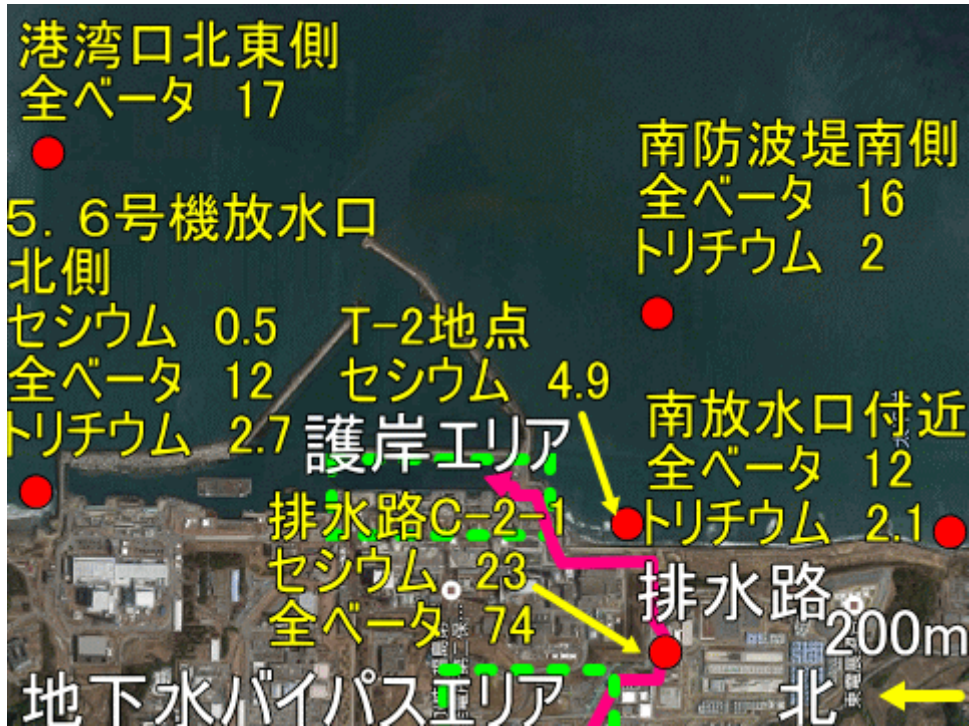 港湾口北東側
全ベータ 17
南防波堤南側
全ベータ 16
トリチウム 2
5. 6号機放水口
北側
セシウム 0.5
全ベータ 12
トリチウム 2.7
T-2地点
セシウム 4.9
護岸エリア
南放水口付近
全ベータ 12
トリチウム 2.1
排水路C-2-1
セシウム 23
全ベータ 74
排水路
200m
地下水バイパスエリア
北